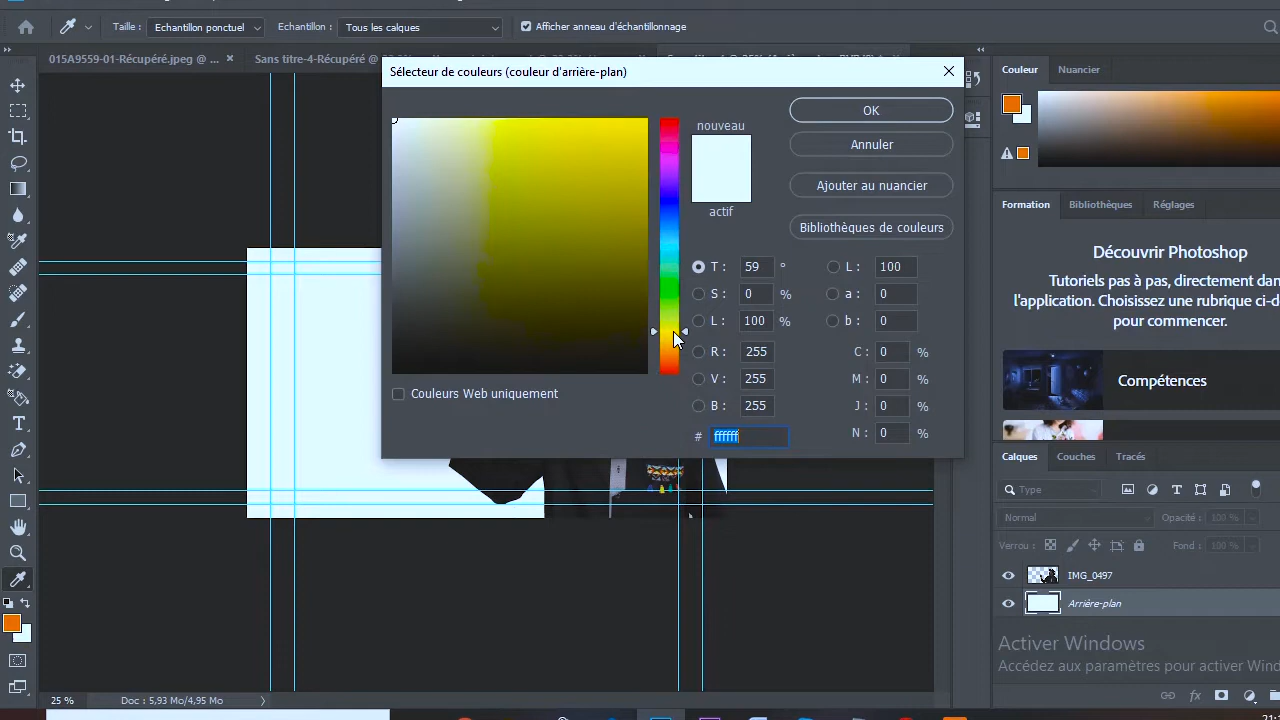 Taille : Echantillon ponctuel Echantillon : Tous les calques Afficher anneau d'échantillonnage
015A9559-01-Récupéré.jpeg @ ... × Sans titre-4-Récupéré
Sélecteur de couleurs (couleur d'arrière-plan)
nouveau
actif
OK
Annuler
Ajouter au nuancier
Bibliothèques de couleurs
T : 59 ° L : 100
S : 0 % a : 0
L : 100 % b : 0
R : 255 C : 0 %
V : 255 M : 0 %
B : 255 J : 0 %
# ffffff N : 0 %
Couleurs Web uniquement
Couleur Nuancier
Formation Bibliothèques Réglages
Découvrir Photoshop
Tutoriels pas à pas, directement dan
l'application. Choisissez une rubrique ci-d
pour commencer.
Compétences
Calques Couches Tracés
Type
Normal Opacité : 100 %
Verrou : Fond : 100 %
IMG_0497
Arrière-plan
Activer Windows
Accédez aux paramètres pour activer Wind
fx
25 % Doc : 5,93 Mo/4,95 Mo